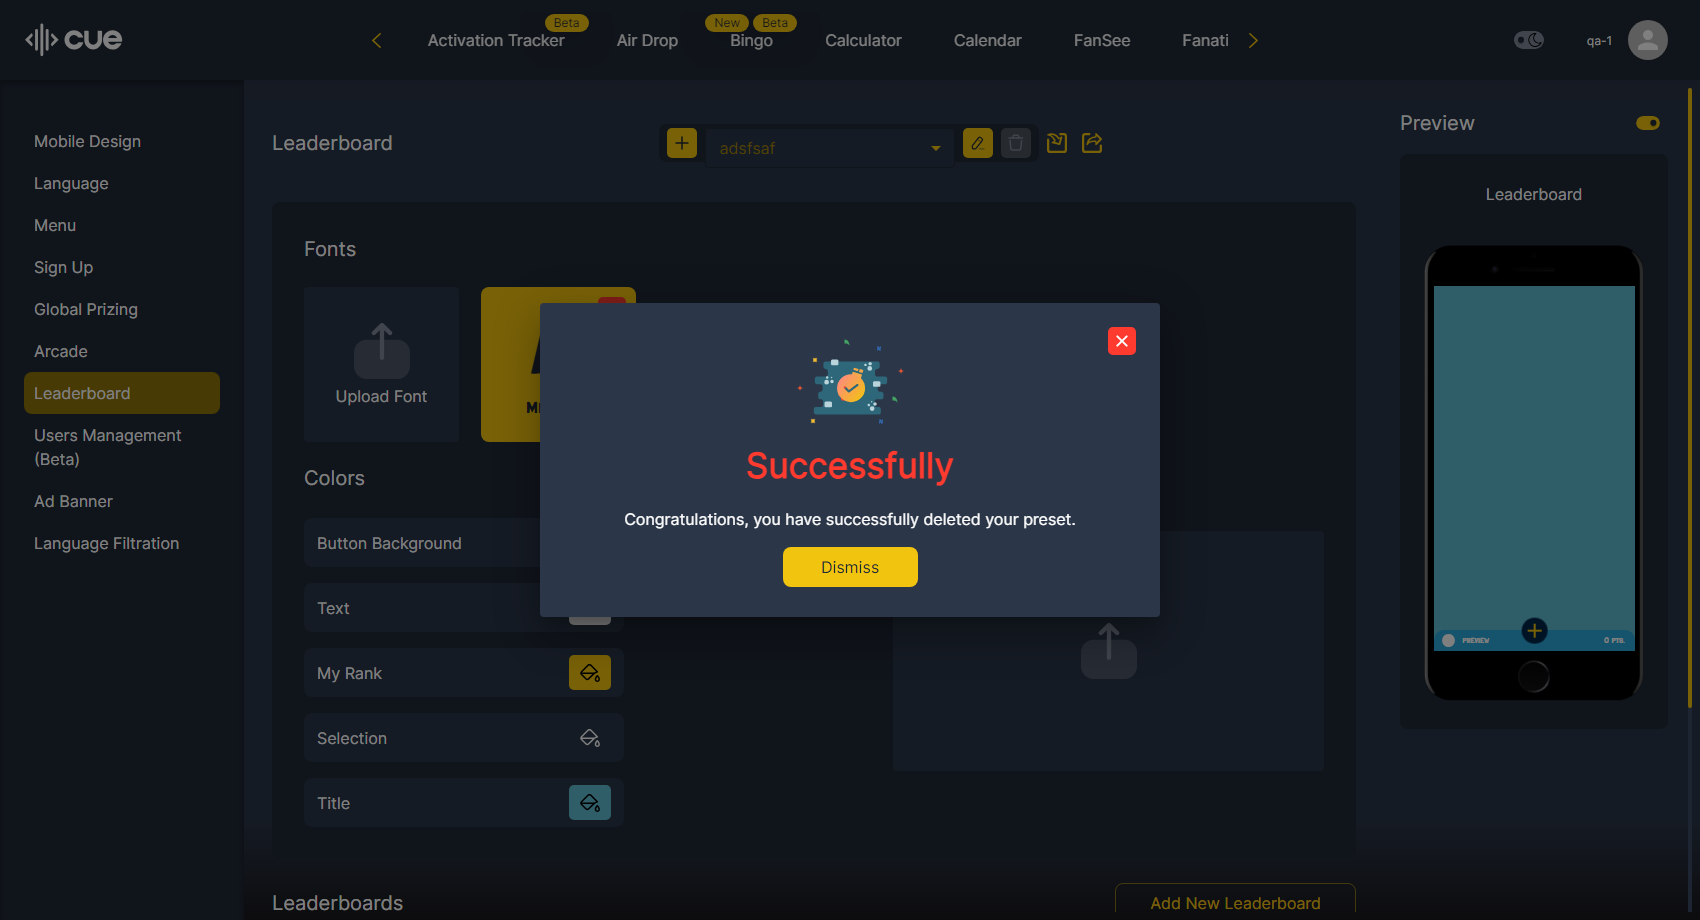 cue
Activation Tracker
Beta
Air Drop
New
Beta
Bingo
Calculator
Calendar
FanSee
Fanati
qa-1
Mobile Design
Language
Menu
Sign Up
Global Prizing
Arcade
Leaderboard
Users Management
(Beta)
Ad Banner
Language Filtration
Leaderboard
adsfsaf
Preview
Leaderboard
Fonts
Upload Font
Colors
Button Background
Text
My Rank
Selection
Title
Successfully
Congratulations, you have successfully deleted your preset.
Dismiss
PREVIEW
0 PTS.
Leaderboards
Add New Leaderboard